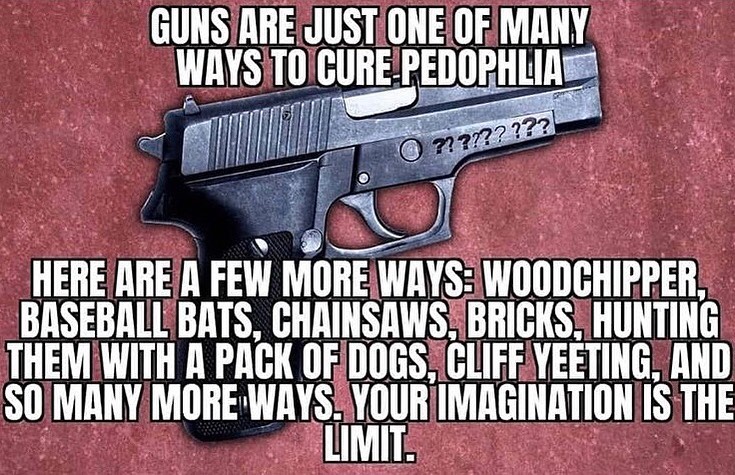 GUNS ARE JUST ONE OF MANY
WAYS TO CURE PEDOPHLIA
?? ???? ???
HERE ARE A FEW MORE WAYS: WOODCHIPPER,
BASEBALL BATS, CHAINSAWS, BRICKS, HUNTING
THEM WITH A PACK OF DOGS, CLIFF YEETING, AND
SO MANY MORE WAYS. YOUR IMAGINATION IS THE
LIMIT.